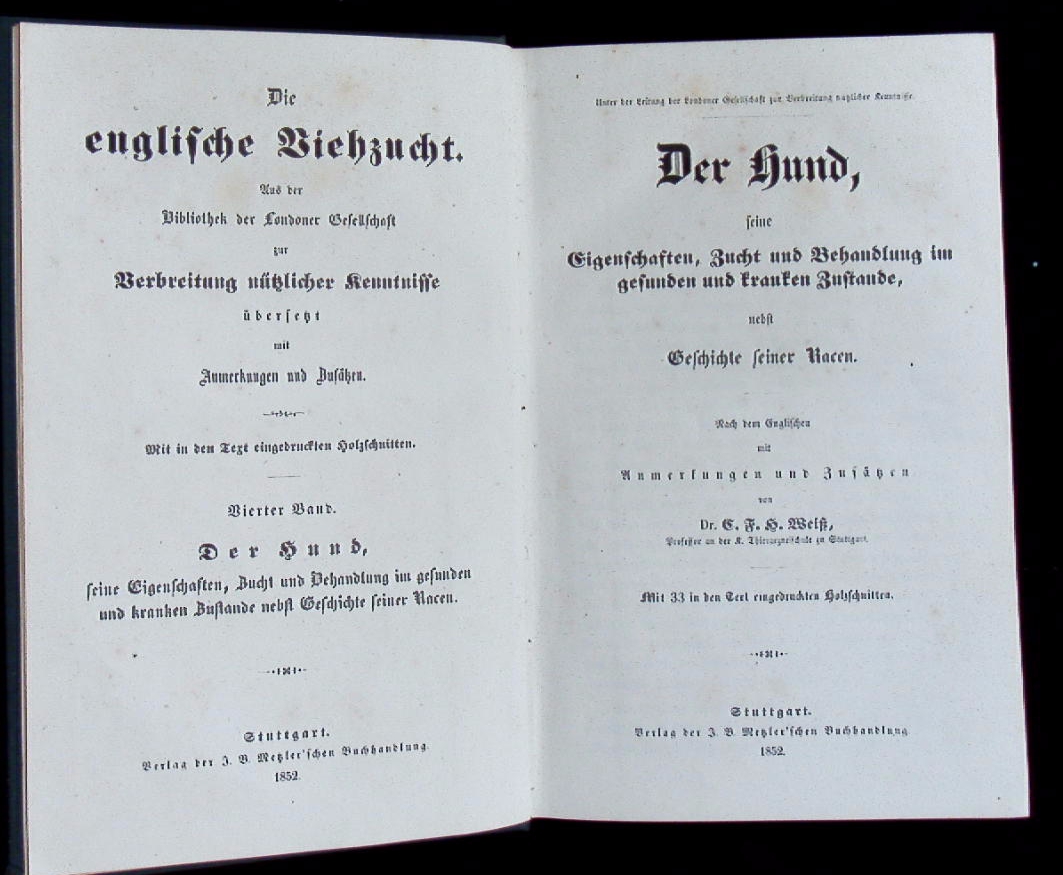 Die
englische Viehzucht.
Aus der
Bibliothek der Londoner Gesellschaft
zur
Verbreitung nützlicher Kenntnisse
übersetzt
mit
Anmerkungen und Zusätzen.
Mit in den Text eingedruckten Holzschnitten.
Vierter Band.
Der Hund,
seine Eigenschaften, Zucht und Behandlung im gesunden
und kranken Zustande nebst Geschichte seiner Racen.
Stuttgart.
Verlag der J. B. Metzler'schen Buchhandlung.
1852.
Unter der Leitung der Londoner Gesellschaft zur Verbreitung nützlicher Kenntnisse.
Der Hund,
seine
Eigenschaften, Zucht und Behandlung im
gesunden und kranken Zustande,
nebst
Geschichte seiner Racen.
Nach dem Englischen
mit
Anmerkungen und Zusätzen
von
Dr. C. F. H. Weiß,
Professor an der K. Thierarzneischule zu Stuttgart.
Mit 33 in den Text eingedruckten Holzschnitten.
Stuttgart.
Verlag der J. B. Metzler'schen Buchhandlung
1852.